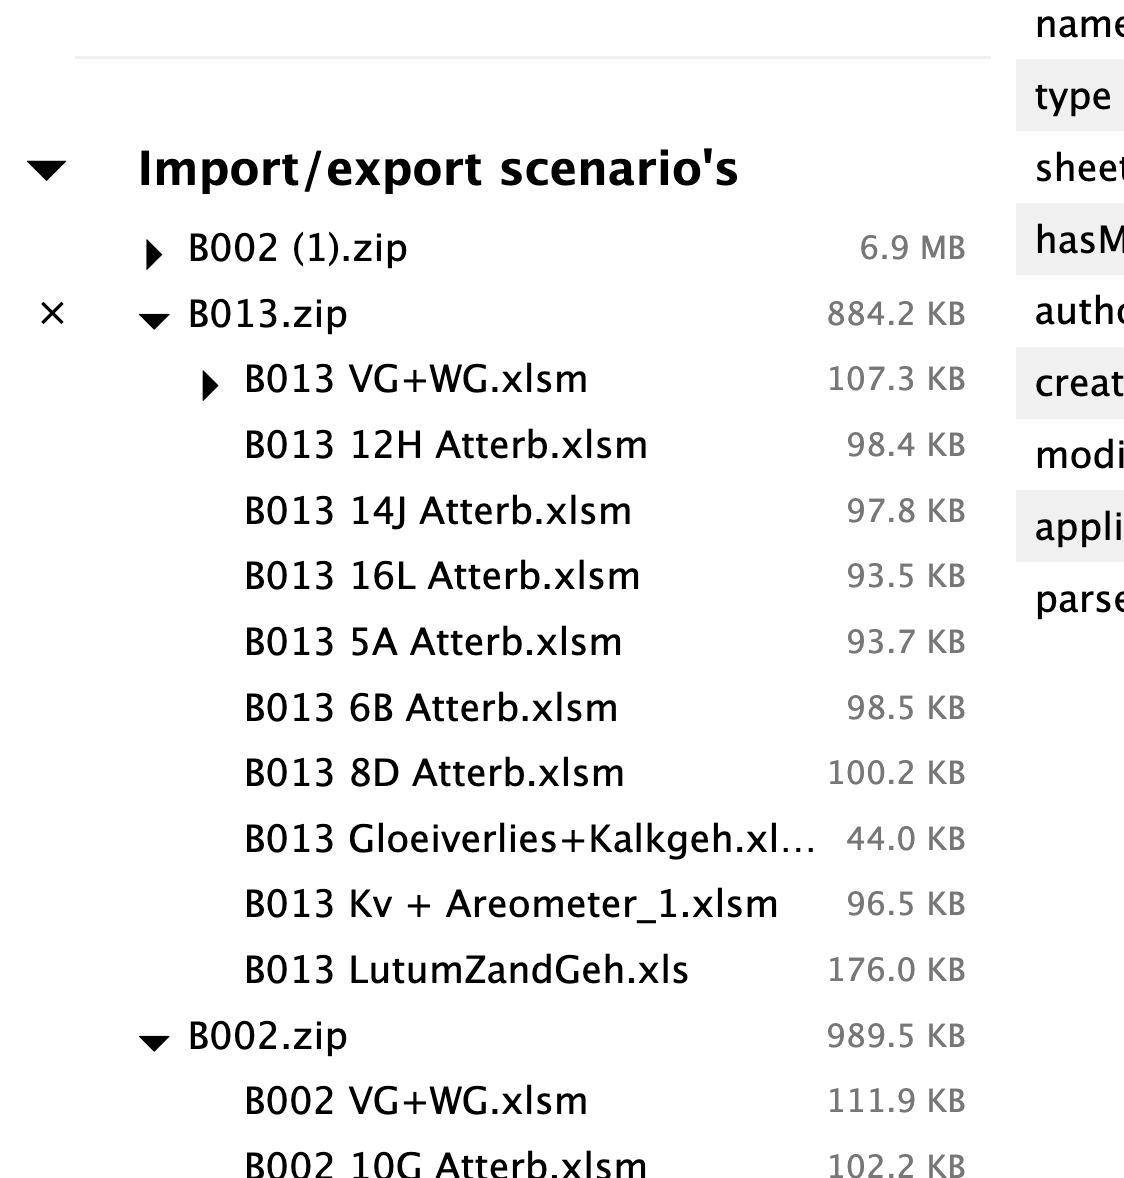 Import/export scenario's
B002 (1).zip 6.9 MB
B013.zip 884.2 KB
B013 VG+WG.xlsm 107.3 KB
B013 12H Atterb.xlsm 98.4 KB
B013 14J Atterb.xlsm 97.8 KB
B013 16L Atterb.xlsm 93.5 KB
B013 5A Atterb.xlsm 93.7 KB
B013 6B Atterb.xlsm 98.5 KB
B013 8D Atterb.xlsm 100.2 KB
B013 Gloeiverlies+Kalkgeh.xl... 44.0 KB
B013 Kv + Areometer_1.xlsm 96.5 KB
B013 LutumZandGeh.xls 176.0 KB
B002.zip 989.5 KB
B002 VG+WG.xlsm 111.9 KB
B002 10G Atterb.xlsm 102.2 KB
name
type
sheet
hasM
autho
creat
modi
appli
parse